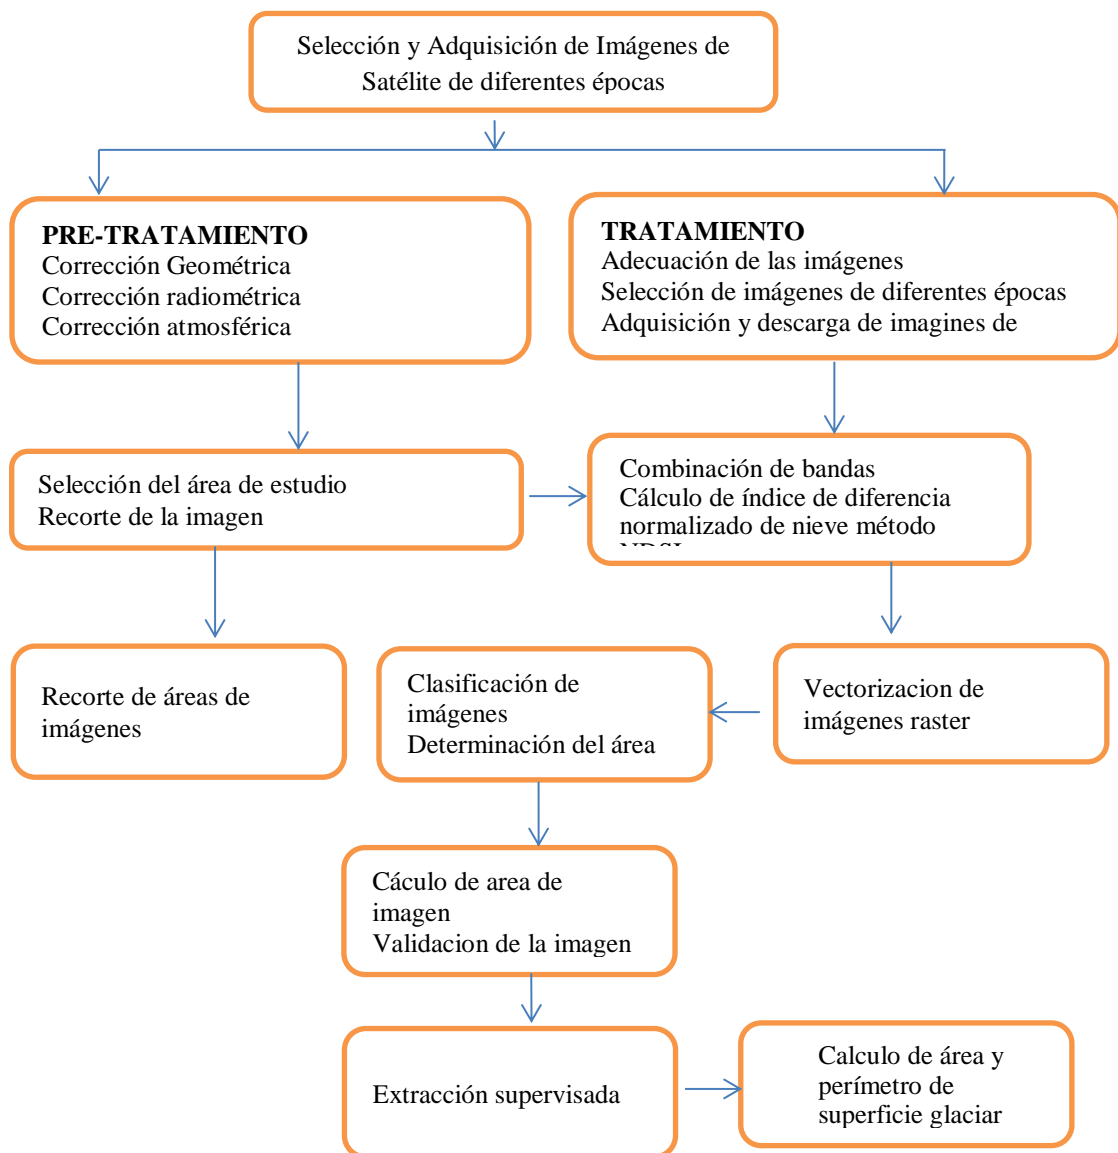 Selección y Adquisición de Imágenes de
Satélite de diferentes épocas
PRE-TRATAMIENTO
Corrección Geométrica
Corrección radiométrica
Corrección atmosférica
TRATAMIENTO
Adecuación de las imágenes
Selección de imágenes de diferentes épocas
Adquisición y descarga de imagines de
Selección del área de estudio
Recorte de la imagen
Combinación de bandas
Cálculo de índice de diferencia
normalizado de nieve método
Recorte de áreas de
imágenes
Clasificación de
imágenes
Determinación del área
Vectorizacion de
imágenes raster
Cáculo de area de
imagen
Validacion de la imagen
Extracción supervisada
Calculo de área y
perímetro de
superficie glaciar